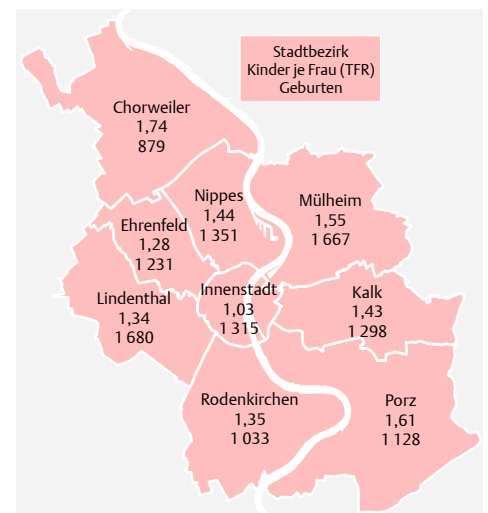 Stadtbezirk
Kinder je Frau (TFR)
Geburten
Chorweiler
1,74
879
Nippes
1,44
1 351
Mülheim
1,55
1 667
Ehrenfeld
1,28
1 231
Lindenthal
1,34
1 680
Innenstadt
1,03
1 315
Kalk
1,43
1 298
Rodenkirchen
1,35
1 033
Porz
1,61
1 128